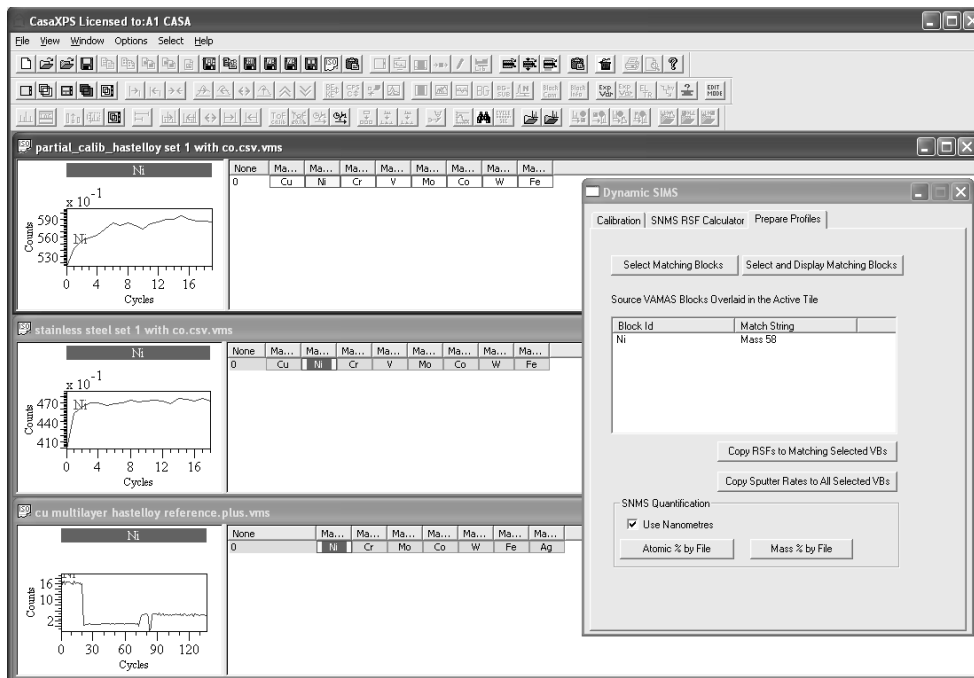 CasaXPS Licensed to:A1 CASA
File View Window Options Select Help
partial_calib_hastelloy set 1 with co.csv.vms
Ni
x 10^-1
590
560
530
Counts
Ni
0 4 8 12 16
Cycles
None Ma... Ma... Ma... Ma... Ma... Ma... Ma... Ma...
0 Cu Ni Cr V Mo Co W Fe
stainless steel set 1 with co.csv.vms
Ni
x 10^-1
470
440
410
Counts
Ni
0 4 8 12 16
Cycles
None Ma... Ma... Ma... Ma... Ma... Ma... Ma... Ma...
0 Cu Ni Cr V Mo Co W Fe
cu multilayer hastelloy reference.plus.vms
Ni
16
10
2
Counts
0 30 60 90 120
Cycles
None Ma... Ma... Ma... Ma... Ma... Ma... Ma...
0 Ni Cr Mo Co W Fe Ag
Dynamic SIMS
Calibration SNMS RSF Calculator Prepare Profiles
Select Matching Blocks Select and Display Matching Blocks
Source VAMAS Blocks Overlaid in the Active Tile
Block Id Match String
Ni Mass 58
Copy RSFs to Matching Selected VBs
Copy Sputter Rates to All Selected VBs
SNMS Quantification
Use Nanometres
Atomic % by File Mass % by File